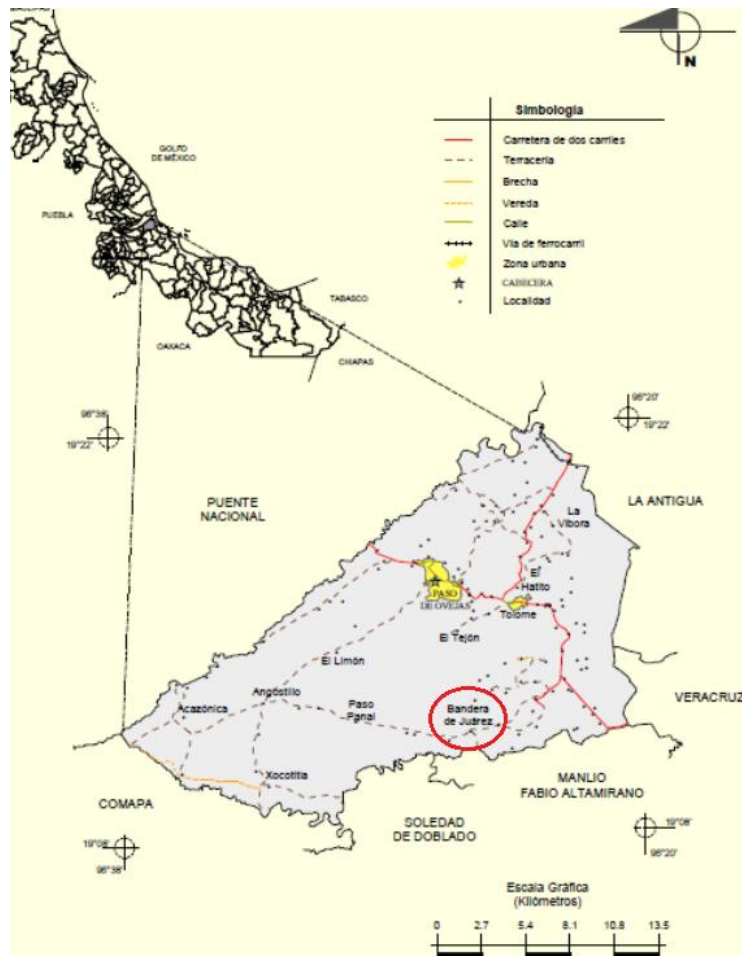 GOLFO
DE MÉXICO
PUEBLA
TABASCO
OAXACA
CHIAPAS
N
Simbología
Carretera de dos carriles
Terracería
Brecha
Vereda
Calle
Vía de ferrocarril
Zona urbana
CABECERA
Localidad
96°38'
19°22'
96°20'
19°22'
PUENTE
NACIONAL
LA ANTIGUA
La
Víbora
El
Hatito
PASO
DE OVEJAS
Tolome
El Tejón
El Limón
Angostillo
Acazónica
Paso
Panal
Bandera
de Juárez
Xocotitla
VERACRUZ
MANLIO
FABIO ALTAMIRANO
COMAPA
SOLEDAD
DE DOBLADO
19°08'
96°38'
19°08'
96°20'
Escala Gráfica
(Kilómetros)
0 2.7 5.4 8.1 10.8 13.5